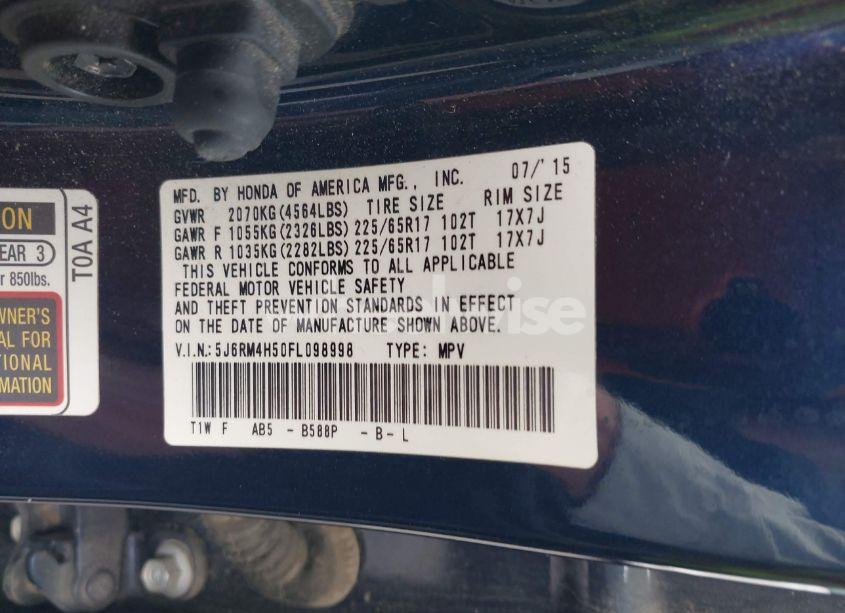 MFD. BY HONDA OF AMERICA MFG., INC. 07/'15
GVWR 2070KG(4564LBS) TIRE SIZE RIM SIZE
GAWR F 1055KG(2326LBS) 225/65R17 102T 17X7J
GAWR R 1035KG(2282LBS) 225/65R17 102T 17X7J
THIS VEHICLE CONFORMS TO ALL APPLICABLE
FEDERAL MOTOR VEHICLE SAFETY
AND THEFT PREVENTION STANDARDS IN EFFECT
ON THE DATE OF MANUFACTURE SHOWN ABOVE.
V.I.N.: 5J6RM4H50FL098998 TYPE: MPV
T1W F AB5 - B588P - B - L
ION
EAR 3
r 850lbs.
WNER'S
AL FOR
TIONAL
RMATION
T0A A4